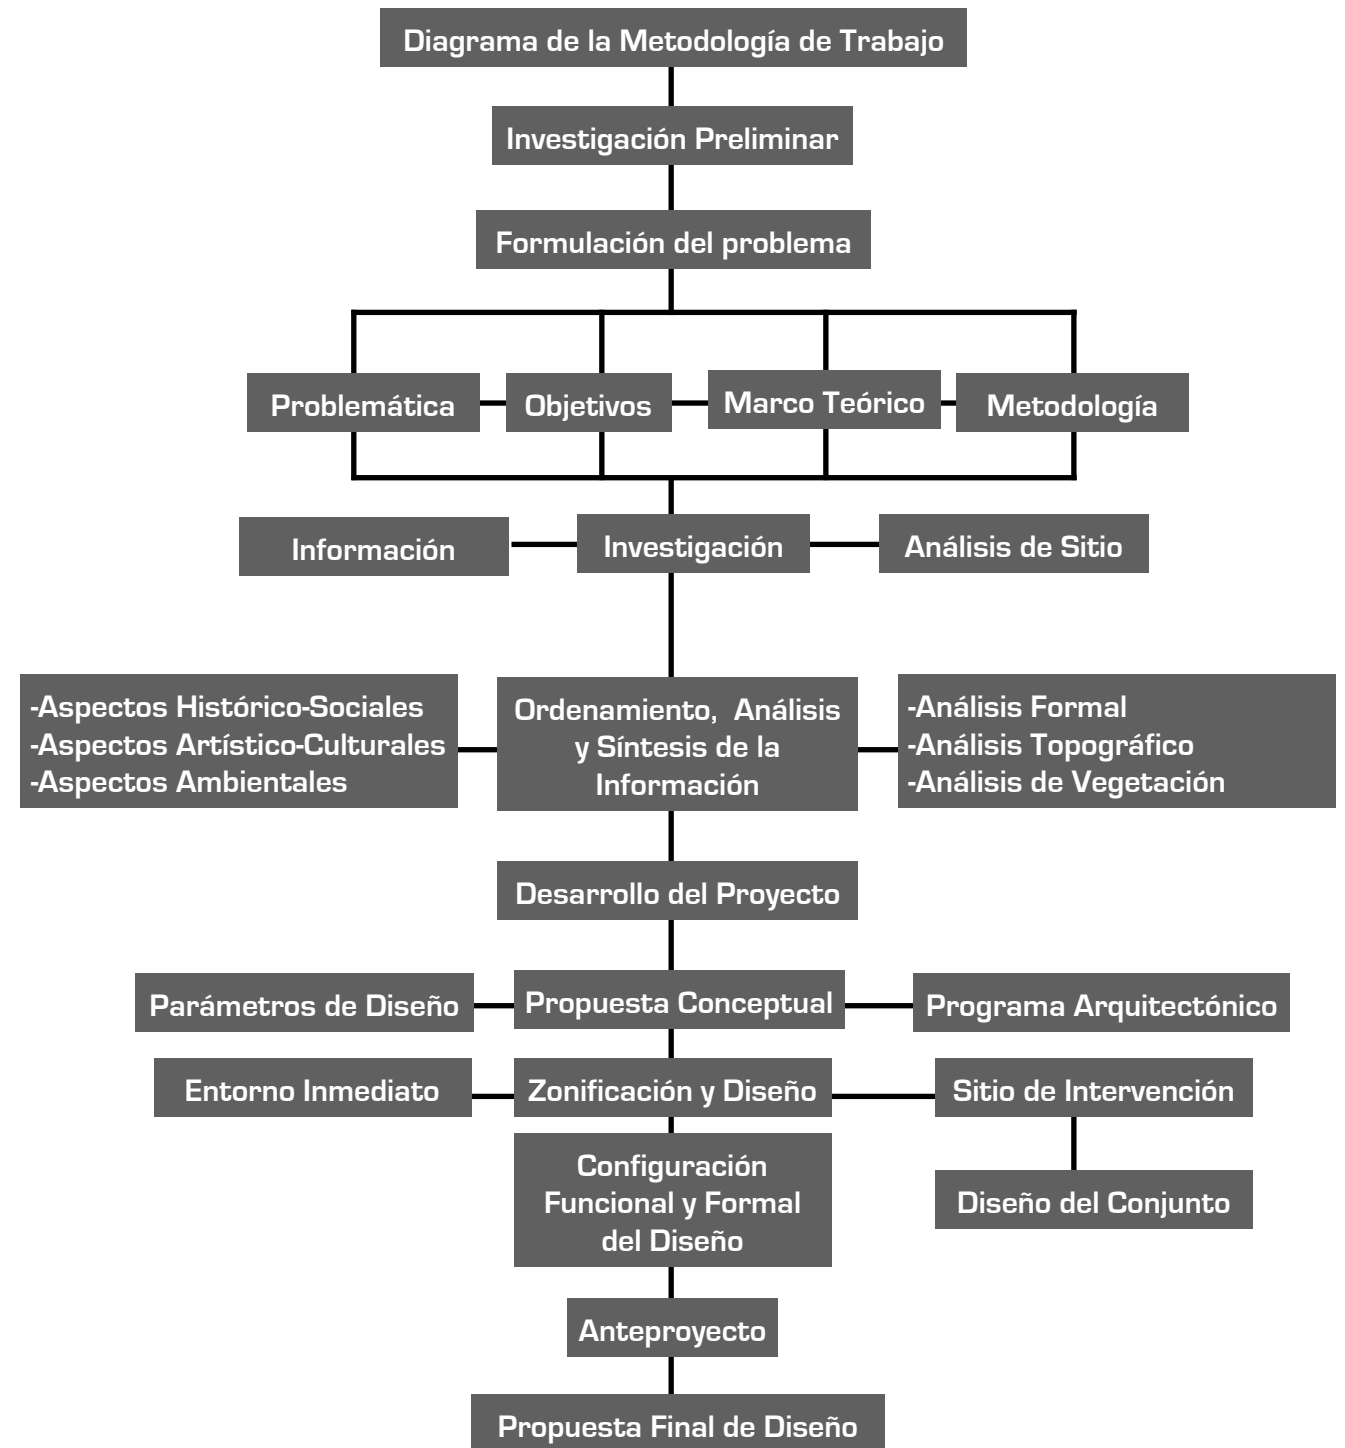 Diagrama de la Metodología de Trabajo
Investigación Preliminar
Formulación del problema
Problemática
Objetivos
Marco Teórico
Metodología
Información
Investigación
Análisis de Sitio
-Aspectos Histórico-Sociales
-Aspectos Artístico-Culturales
-Aspectos Ambientales
Ordenamiento,  Análisis
y Síntesis de la
Información
-Análisis Formal
-Análisis Topográfico
-Análisis de Vegetación
Desarrollo del Proyecto
Parámetros de Diseño
Propuesta Conceptual
Programa Arquitectónico
Entorno Inmediato
Zonificación y Diseño
Sitio de Intervención
Configuración
Funcional y Formal
del Diseño
Diseño del Conjunto
Anteproyecto
Propuesta Final de Diseño